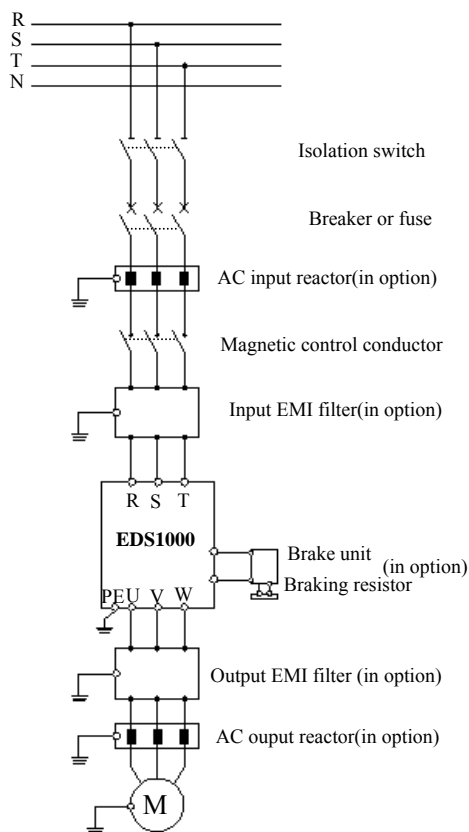 R
S
T
N
Isolation switch
Breaker or fuse
AC input reactor(in option)
Magnetic control conductor
Input EMI filter(in option)
R S T
EDS1000
Brake unit (in option)
Braking resistor
PE U V W
Output EMI filter (in option)
AC ouput reactor(in option)
M